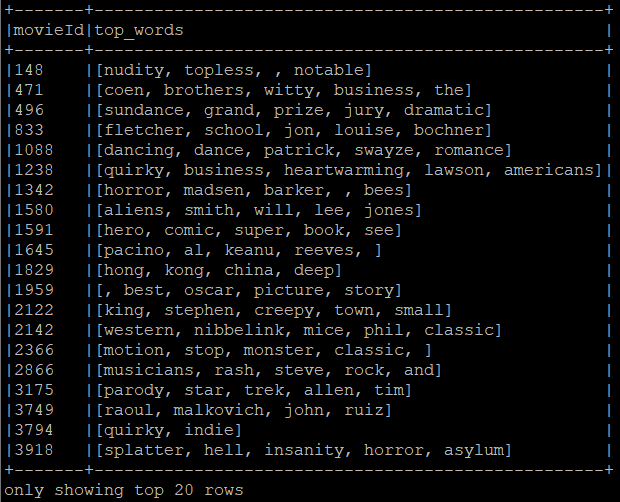 +-------+--------------------------------------------------+
|movieId|top_words                                         |
+-------+--------------------------------------------------+
|148    |[nudity, topless, , notable]                      |
|471    |[coen, brothers, witty, business, the]            |
|496    |[sundance, grand, prize, jury, dramatic]          |
|833    |[fletcher, school, jon, louise, bochner]          |
|1088   |[dancing, dance, patrick, swayze, romance]        |
|1238   |[quirky, business, heartwarming, lawson, americans]|
|1342   |[horror, madsen, barker, , bees]                  |
|1580   |[aliens, smith, will, lee, jones]                 |
|1591   |[hero, comic, super, book, see]                   |
|1645   |[pacino, al, keanu, reeves, ]                     |
|1829   |[hong, kong, china, deep]                         |
|1959   |[, best, oscar, picture, story]                   |
|2122   |[king, stephen, creepy, town, small]              |
|2142   |[western, nibbelink, mice, phil, classic]         |
|2366   |[motion, stop, monster, classic, ]                |
|2866   |[musicians, rash, steve, rock, and]               |
|3175   |[parody, star, trek, allen, tim]                  |
|3749   |[raoul, malkovich, john, ruiz]                    |
|3794   |[quirky, indie]                                   |
|3918   |[splatter, hell, insanity, horror, asylum]        |
+-------+--------------------------------------------------+
only showing top 20 rows